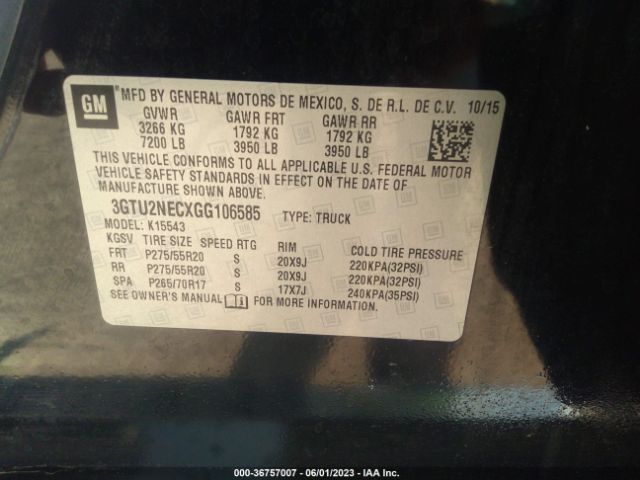 GM MFD BY GENERAL MOTORS DE MEXICO, S. DE R.L. DE C.V. 10/15
GVWR GAWR FRT GAWR RR
3266 KG 1792 KG 1792 KG
7200 LB 3950 LB 3950 LB
THIS VEHICLE CONFORMS TO ALL APPLICABLE U.S. FEDERAL MOTOR
VEHICLE SAFETY STANDARDS IN EFFECT ON THE DATE OF
MANUFACTURE SHOWN ABOVE.
3GTU2NECXGG106585 TYPE: TRUCK
MODEL: K15543
KGSV TIRE SIZE SPEED RTG RIM COLD TIRE PRESSURE
FRT P275/55R20 S 20X9J 220KPA(32PSI)
RR P275/55R20 S 20X9J 220KPA(32PSI)
SPA P265/70R17 S 17X7J 240KPA(35PSI)
SEE OWNER'S MANUAL FOR MORE INFORMATION.
000-36757007 - 06/01/2023 - IAA Inc.